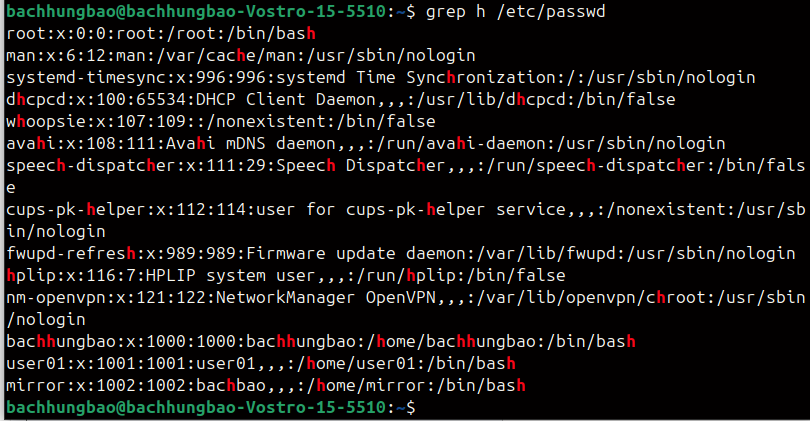 bachhungbao@bachhungbao-Vostro-15-5510:~$ grep h /etc/passwd
root:x:0:0:root:/root:/bin/bash
man:x:6:12:man:/var/cache/man:/usr/sbin/nologin
systemd-timesync:x:996:996:systemd Time Synchronization:/:/usr/sbin/nologin
dhcpcd:x:100:65534:DHCP Client Daemon,,,:/usr/lib/dhcpcd:/bin/false
whoopsie:x:107:109::/nonexistent:/bin/false
avahi:x:108:111:Avahi mDNS daemon,,,:/run/avahi-daemon:/usr/sbin/nologin
speech-dispatcher:x:111:29:Speech Dispatcher,,,:/run/speech-dispatcher:/bin/fals
e
cups-pk-helper:x:112:114:user for cups-pk-helper service,,,:/nonexistent:/usr/sb
in/nologin
fwupd-refresh:x:989:989:Firmware update daemon:/var/lib/fwupd:/usr/sbin/nologin
hplip:x:116:7:HPLIP system user,,,:/run/hplip:/bin/false
nm-openvpn:x:121:122:NetworkManager OpenVPN,,,:/var/lib/openvpn/chroot:/usr/sbin
/nologin
bachhungbao:x:1000:1000:bachhungbao:/home/bachhungbao:/bin/bash
user01:x:1001:1001:user01,,,:/home/user01:/bin/bash
mirror:x:1002:1002:bachbao,,,:/home/mirror:/bin/bash
bachhungbao@bachhungbao-Vostro-15-5510:~$